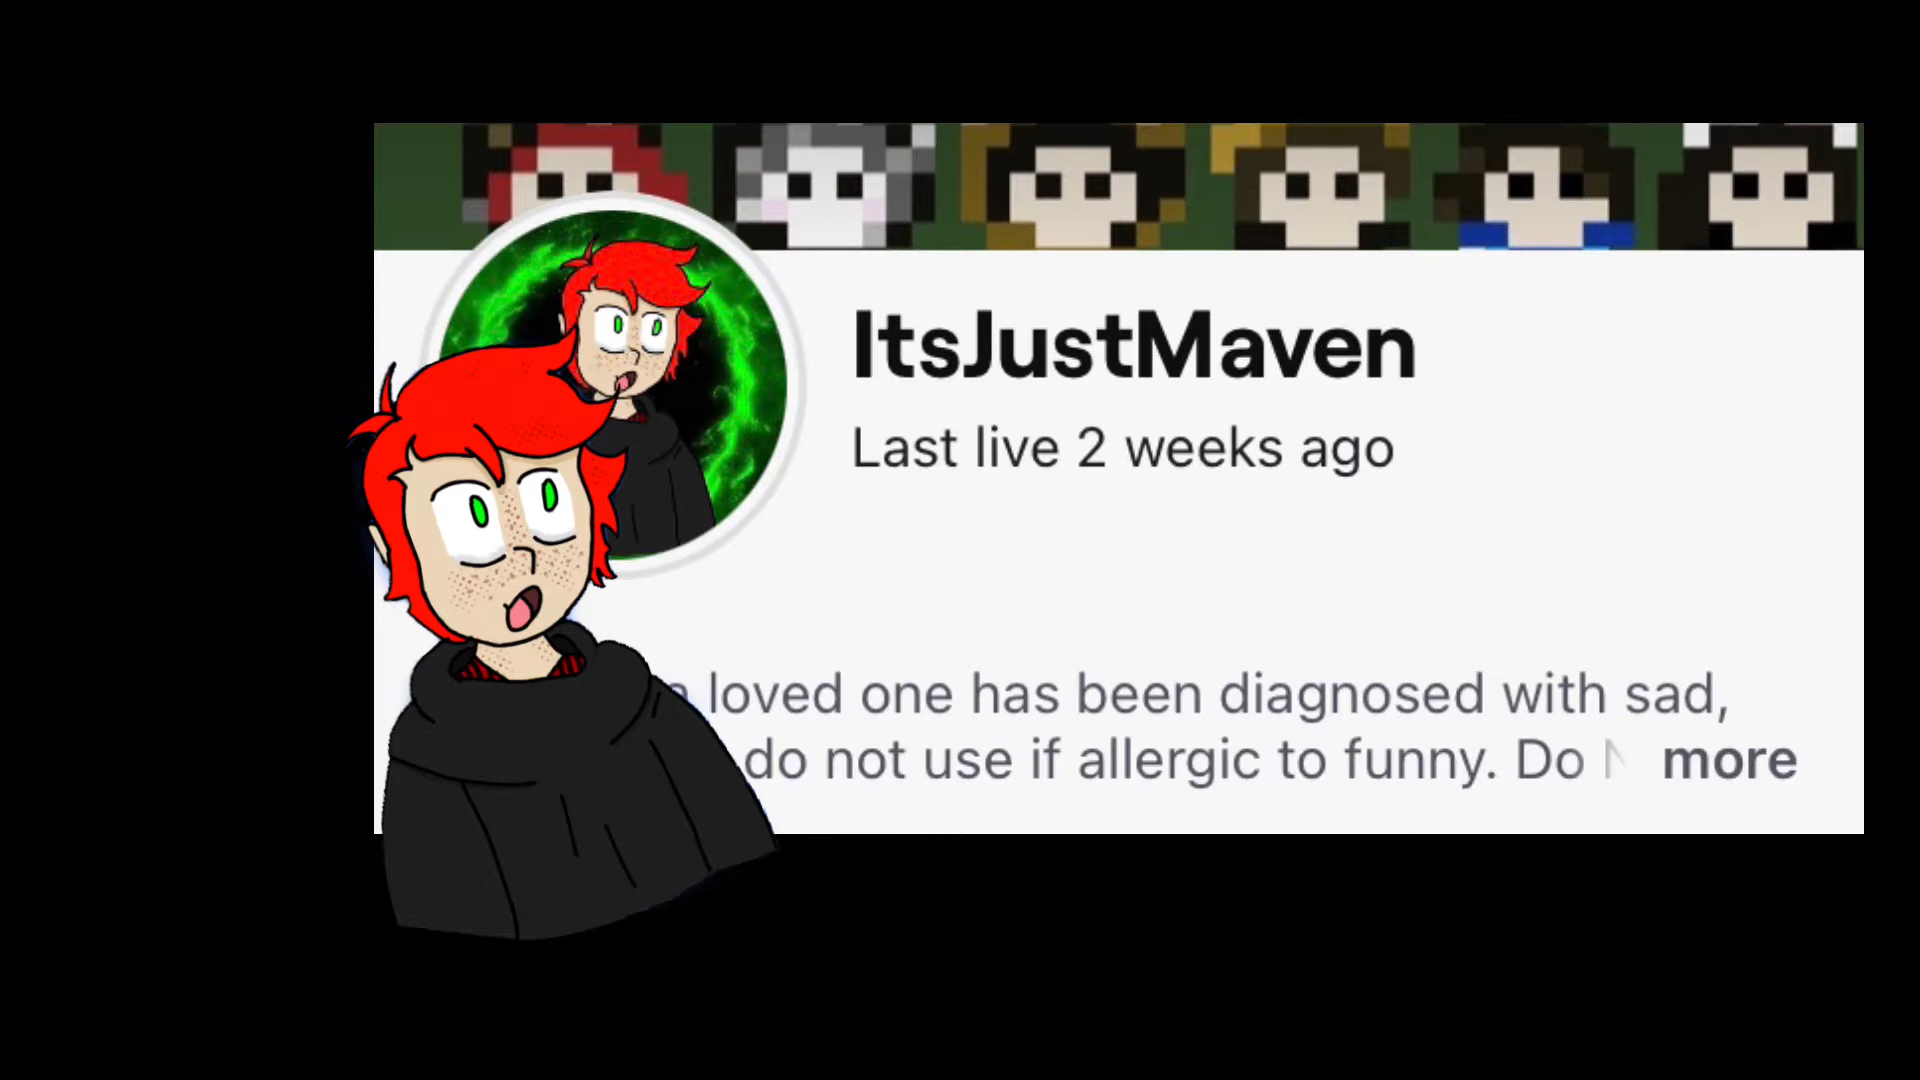 ItsJustMaven
Last live 2 weeks ago
loved one has been diagnosed with sad,
do not use if allergic to funny. Do more